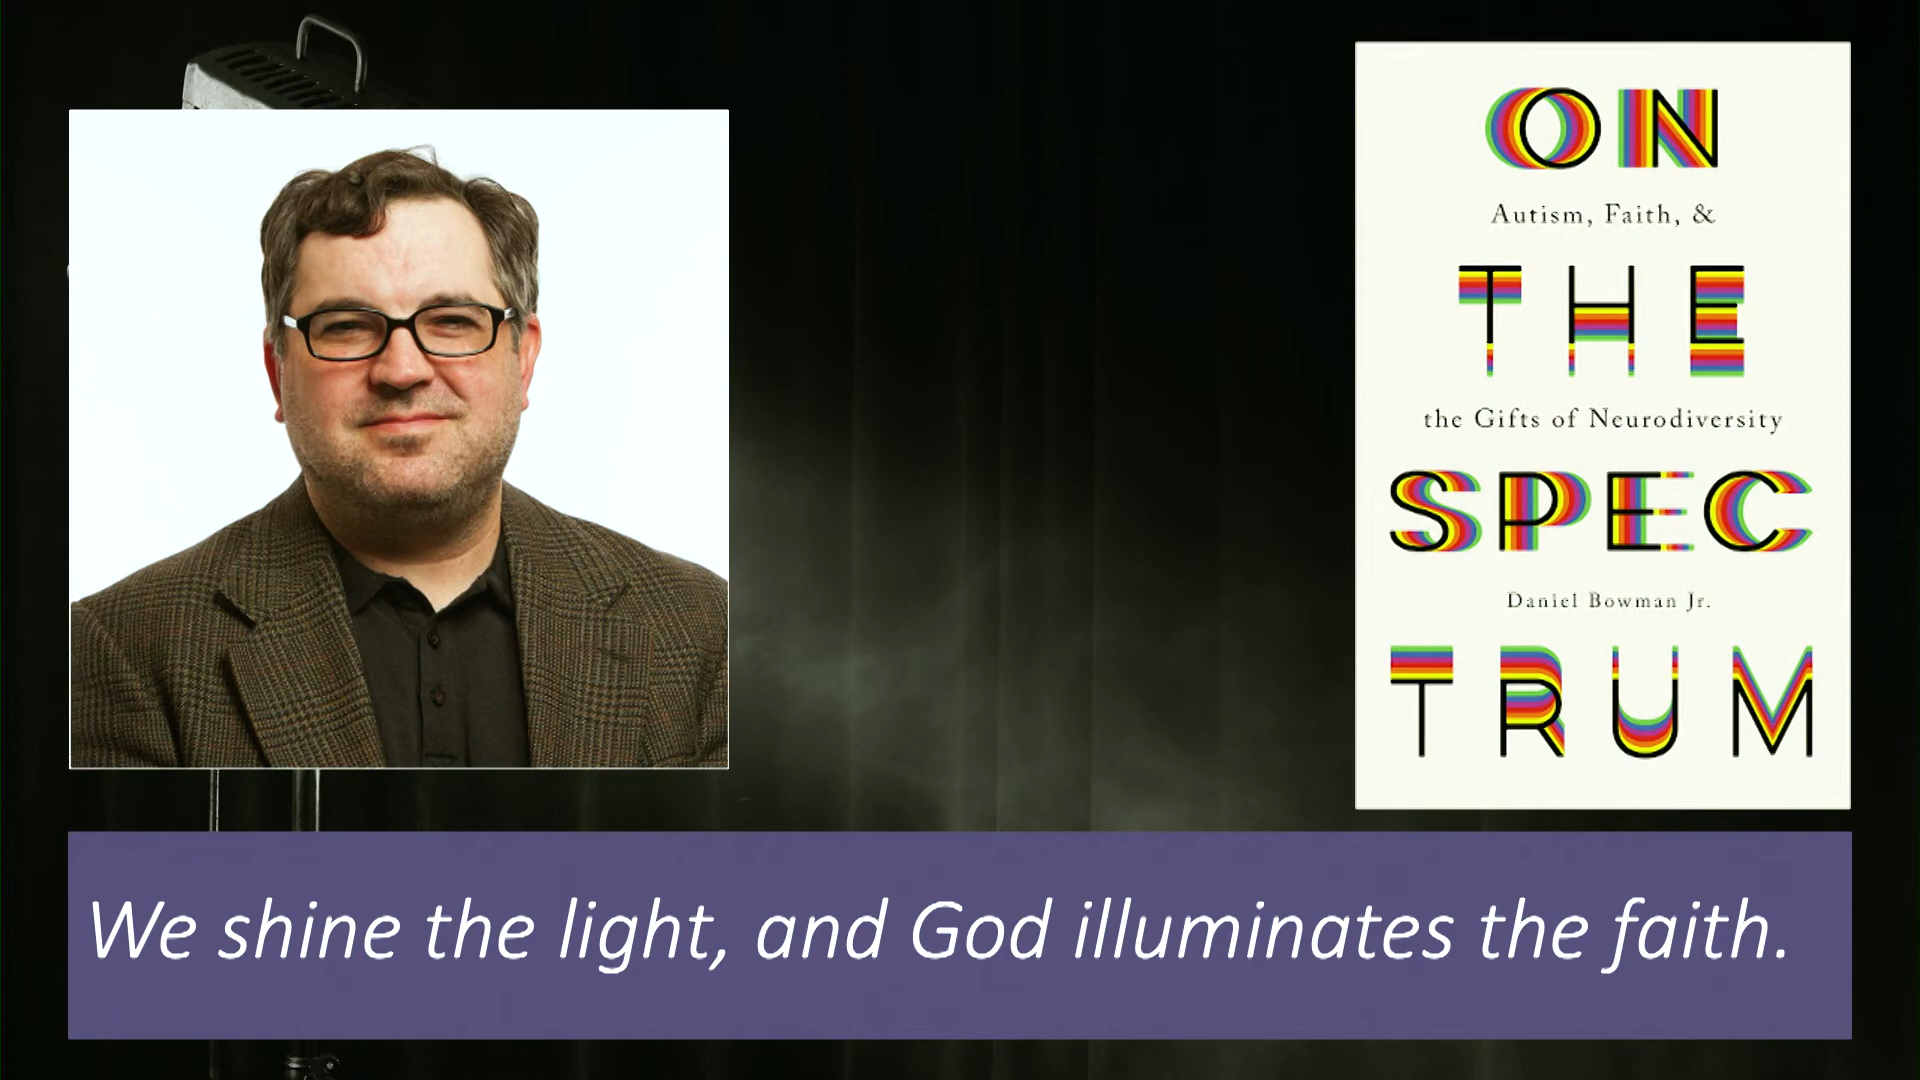 ON
Autism, Faith, &
THE
the Gifts of Neurodiversity
SPEC
Daniel Bowman Jr.
TRUM
We shine the light, and God illuminates the faith.